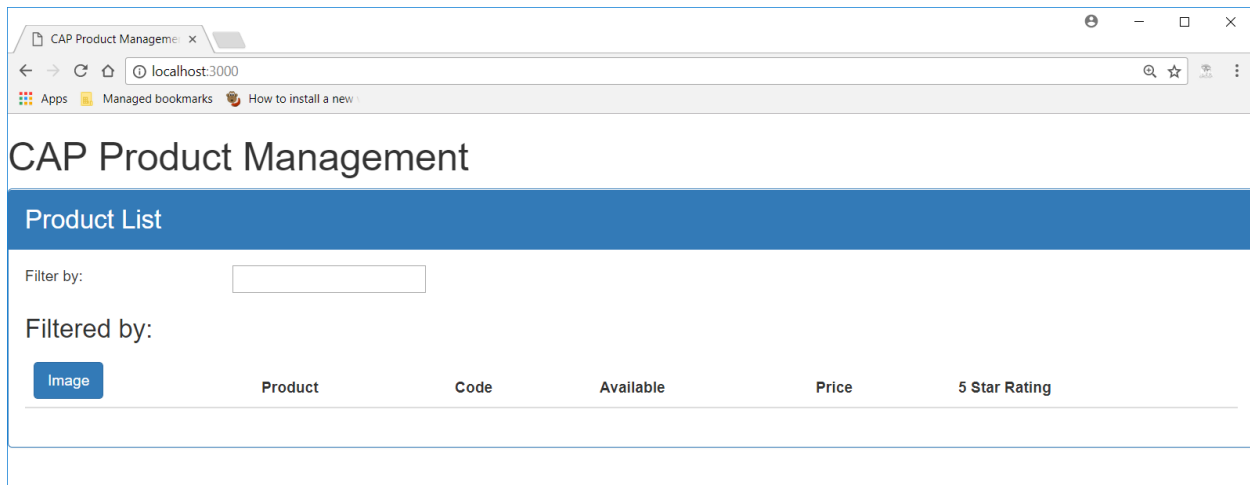 CAP Product Managemer
localhost:3000
Apps Managed bookmarks How to install a new
CAP Product Management
Product List
Filter by:
Filtered by:
Image Product Code Available Price 5 Star Rating